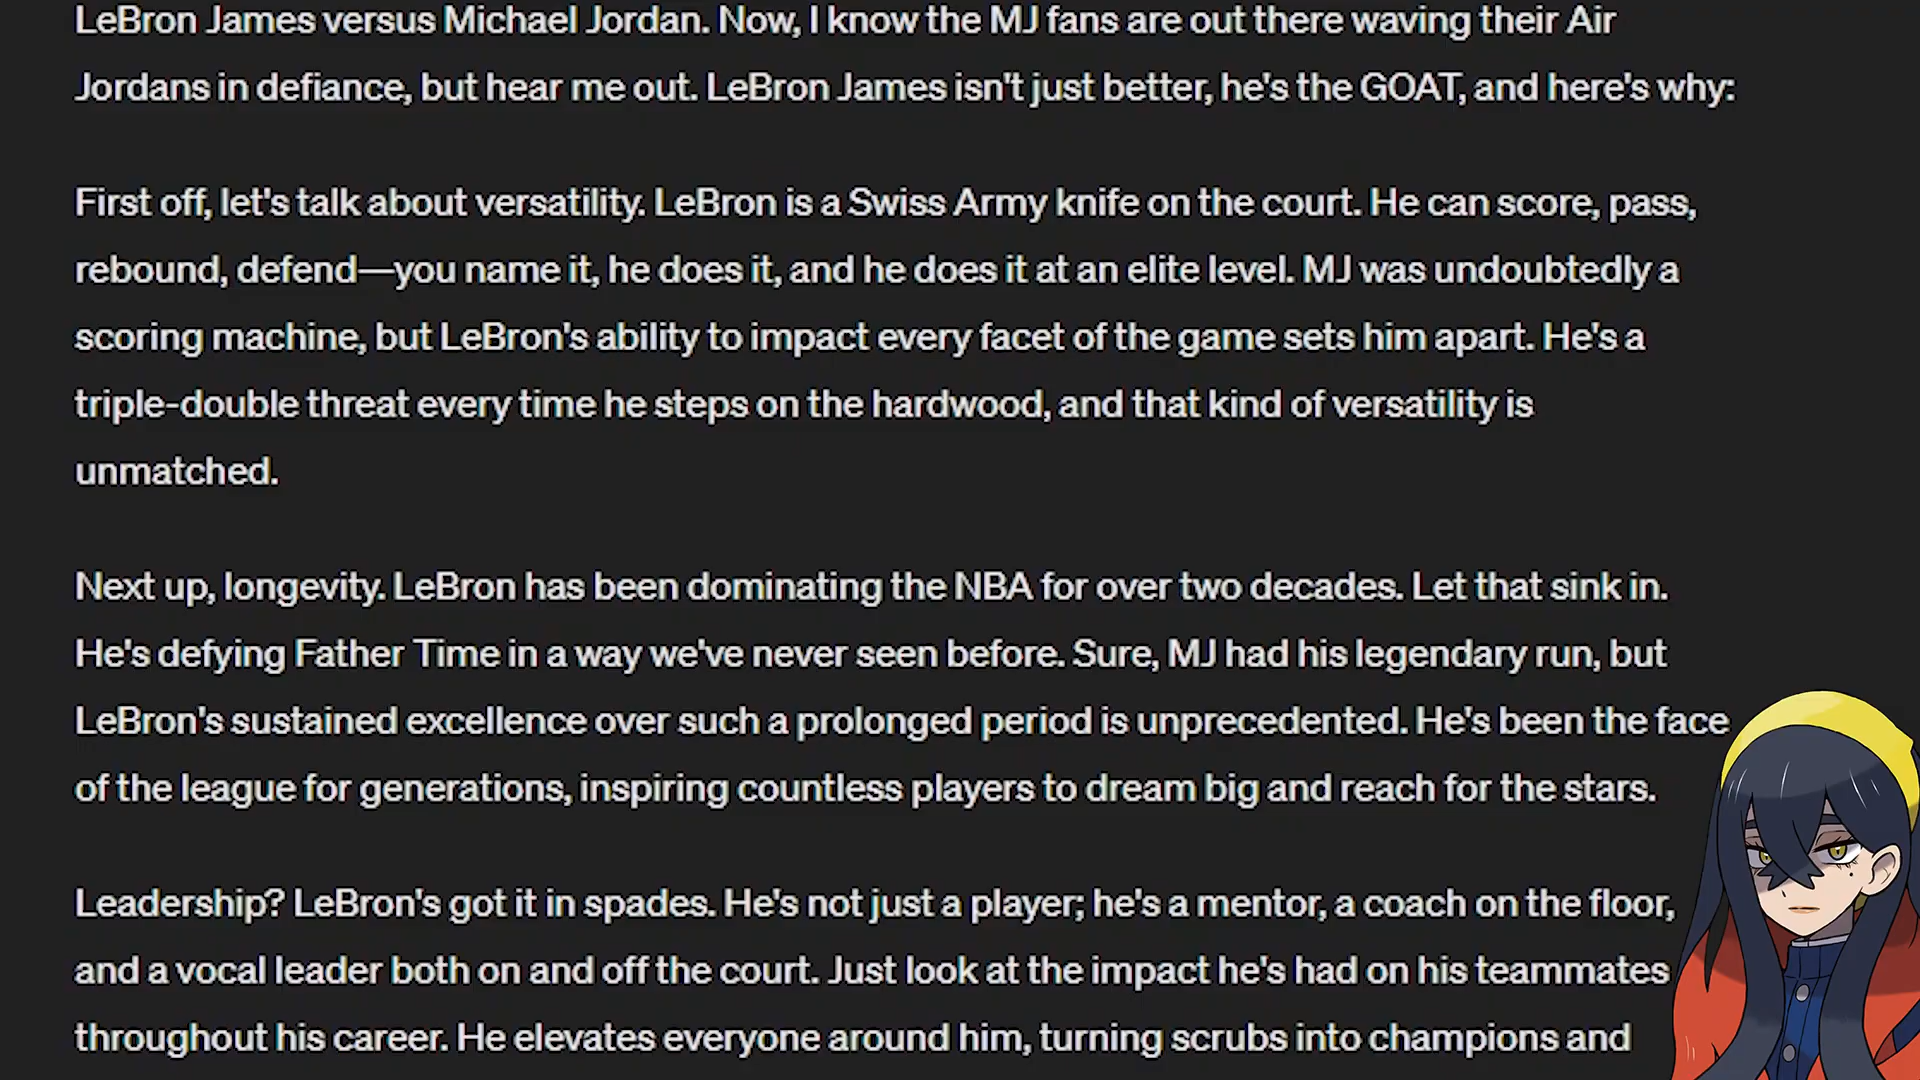 LeBron James versus Michael Jordan. Now, I know the MJ fans are out there waving their Air
Jordans in defiance, but hear me out. LeBron James isn't just better, he's the GOAT, and here's why:
First off, let's talk about versatility. LeBron is a Swiss Army knife on the court. He can score, pass,
rebound, defend—you name it, he does it, and he does it at an elite level. MJ was undoubtedly a
scoring machine, but LeBron's ability to impact every facet of the game sets him apart. He's a
triple-double threat every time he steps on the hardwood, and that kind of versatility is
unmatched.
Next up, longevity. LeBron has been dominating the NBA for over two decades. Let that sink in.
He's defying Father Time in a way we've never seen before. Sure, MJ had his legendary run, but
LeBron's sustained excellence over such a prolonged period is unprecedented. He's been the face
of the league for generations, inspiring countless players to dream big and reach for the stars.
Leadership? LeBron's got it in spades. He's not just a player; he's a mentor, a coach on the floor,
and a vocal leader both on and off the court. Just look at the impact he's had on his teammates
throughout his career. He elevates everyone around him, turning scrubs into champions and